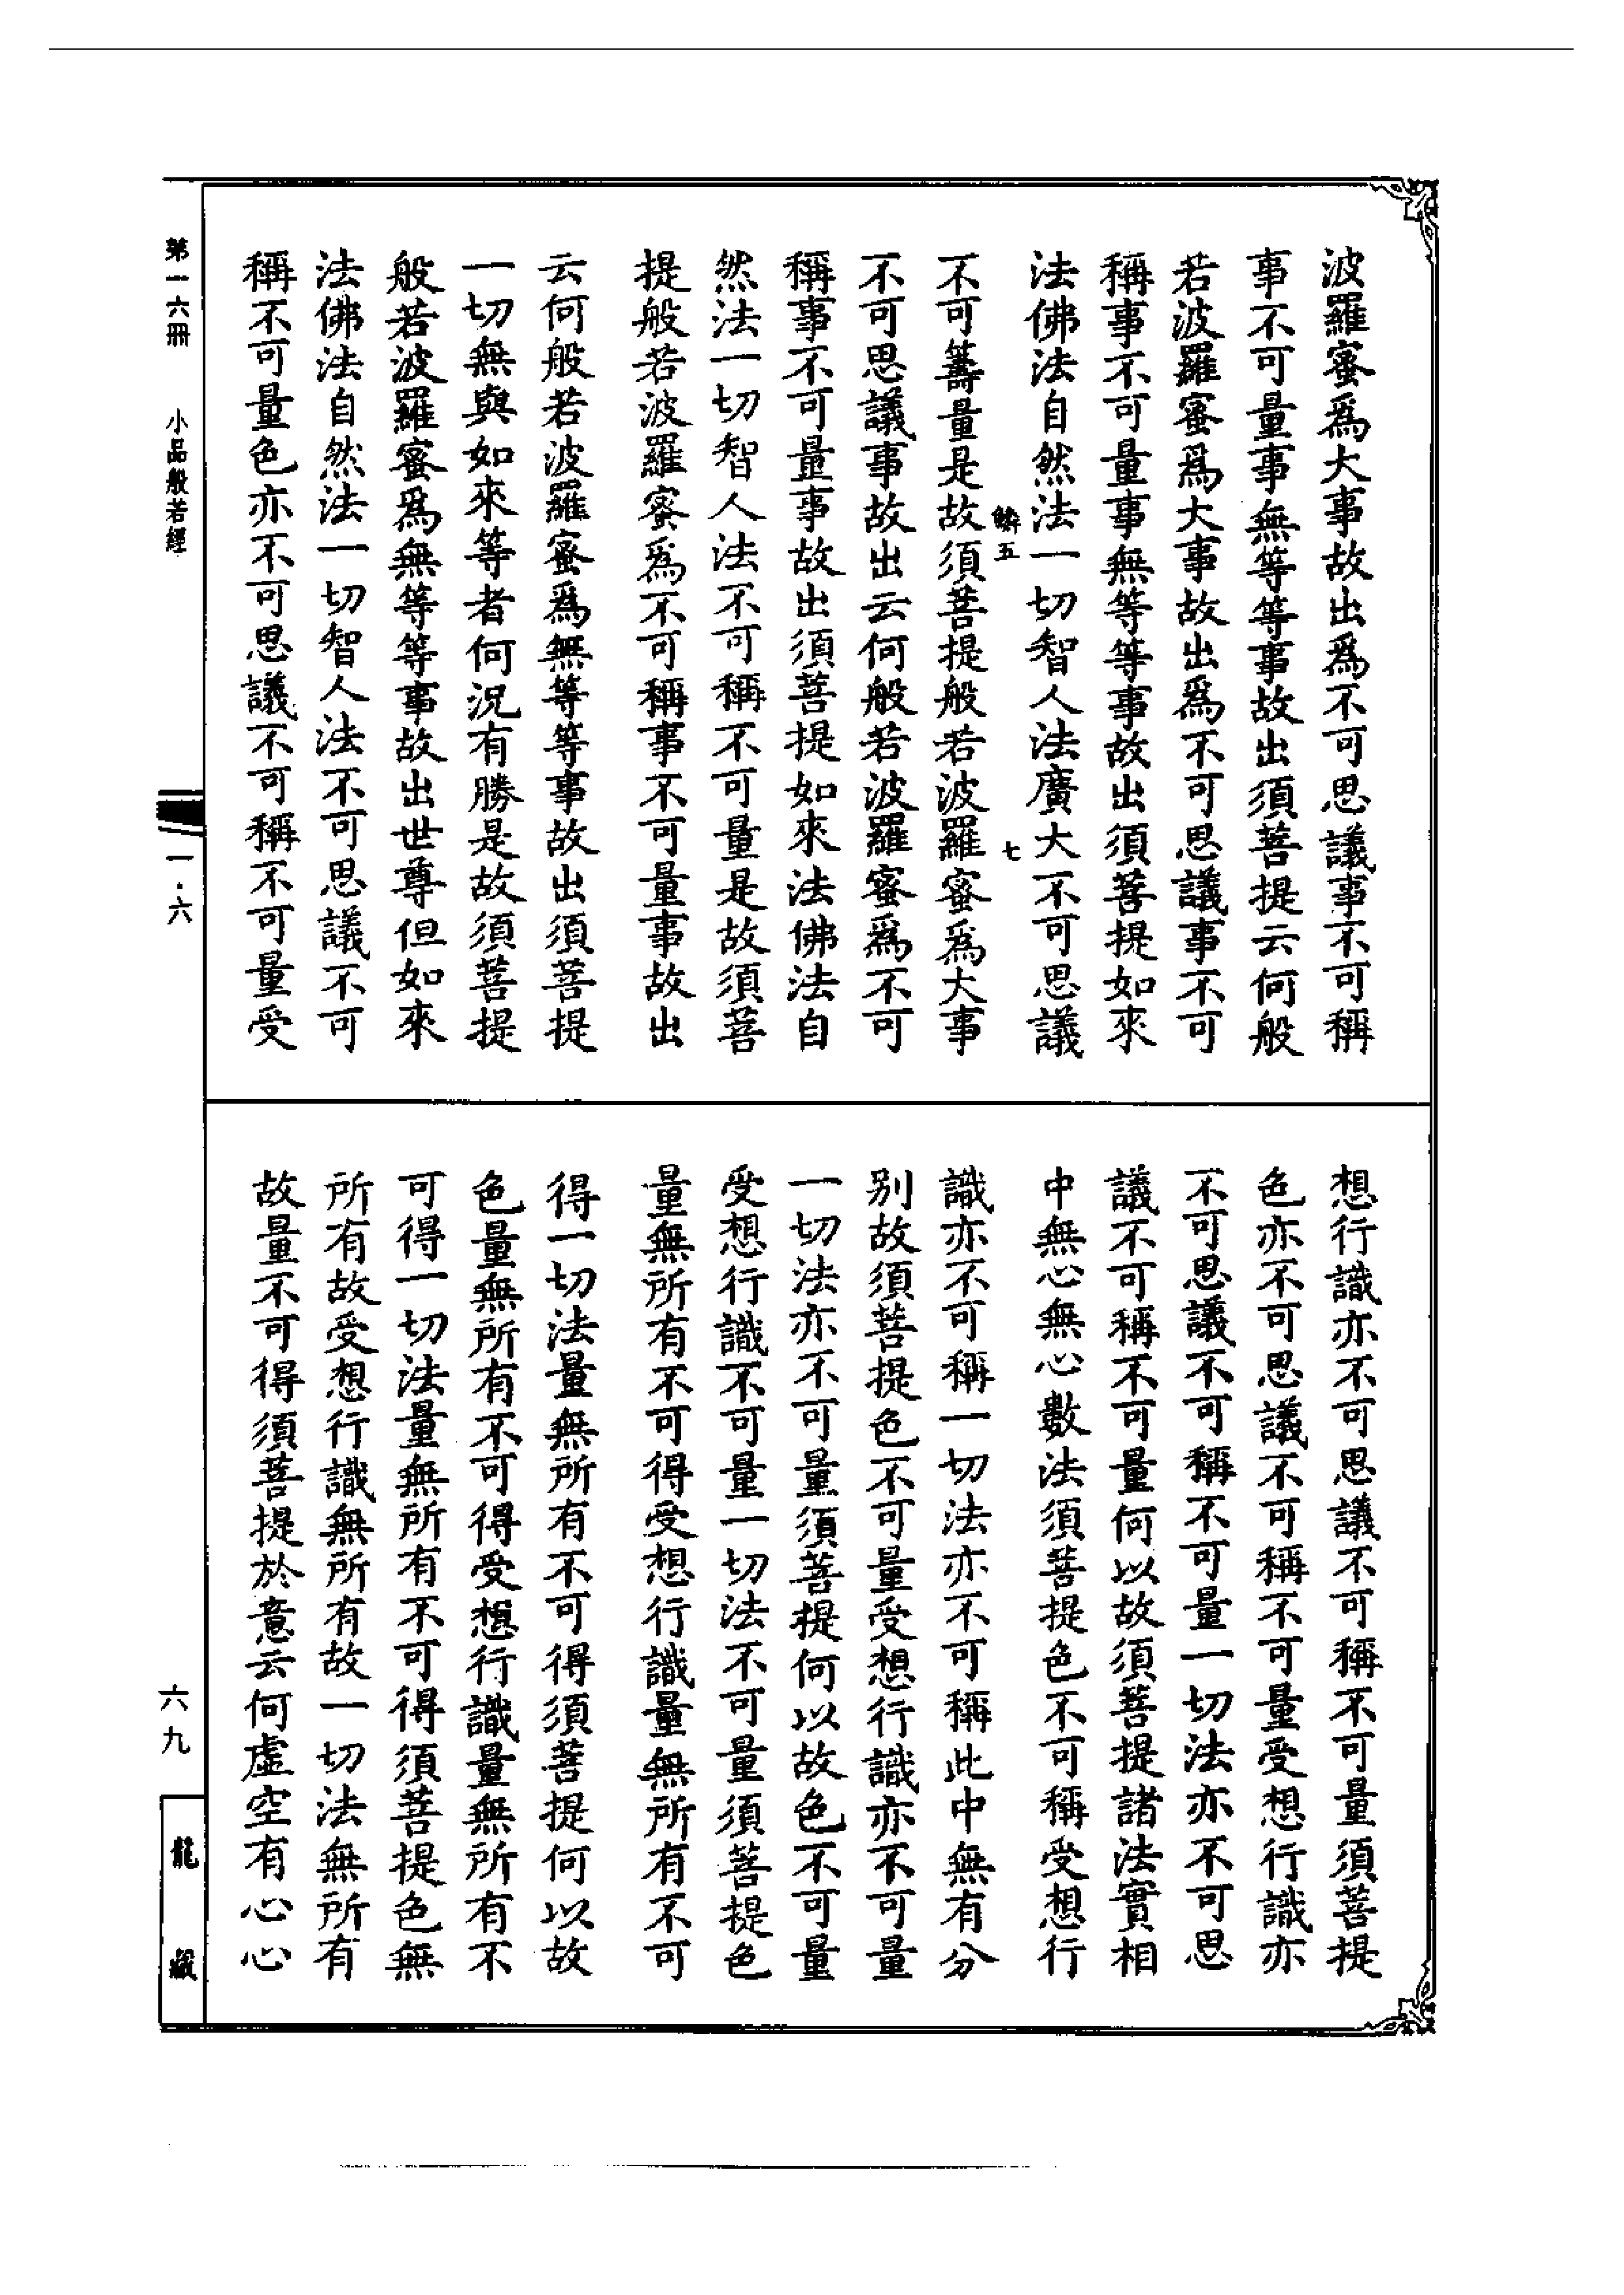 波羅蜜爲大事故出爲不可思議事不可稱
事不可量事無等等事故出須菩提云何般
若波羅蜜爲大事故出爲不可思議事不可
稱事不可量事無等等事故出須菩提如來
法佛法自然法一切智人法廣大不可思議
五 七
不可籌量是故須菩提般若波羅蜜爲大事
不可思議事故出云何般若波羅蜜爲不可
稱事不可量事故出須菩提如來法佛法自
然法一切智人法不可稱不可量是故須菩
提般若波羅蜜爲不可稱事不可量事故出
云何般若波羅蜜爲無等等事故出須菩提
一切無與如來等者何況有勝是故須菩提
般若波羅蜜爲無等等事故出世尊但如來
法佛法自然法一切智人法不可思議不可
稱不可量色亦不可思議不可稱不可量受
想行識亦不可思議不可稱不可量須菩提
色亦不可思議不可稱不可量受想行識亦
不可思議不可稱不可量一切法亦不可思
議不可稱不可量何以故須菩提諸法實相
中無心無心數法須菩提色不可稱受想行
識亦不可稱一切法亦不可稱此中無有分
別故須菩提色不可量受想行識亦不可量
一切法亦不可量須菩提何以故色不可量
受想行識不可量一切法不可量須菩提色
量無所有不可得受想行識量無所有不可
得一切法量無所有不可得須菩提何以故
色量無所有不可得受想行識量無所有不
可得一切法量無所有不可得須菩提色無
所有故受想行識無所有故一切法無所有
故量不可得須菩提於意云何虛空有心心
第一六冊 小品般若經 一·六 六九 龍藏